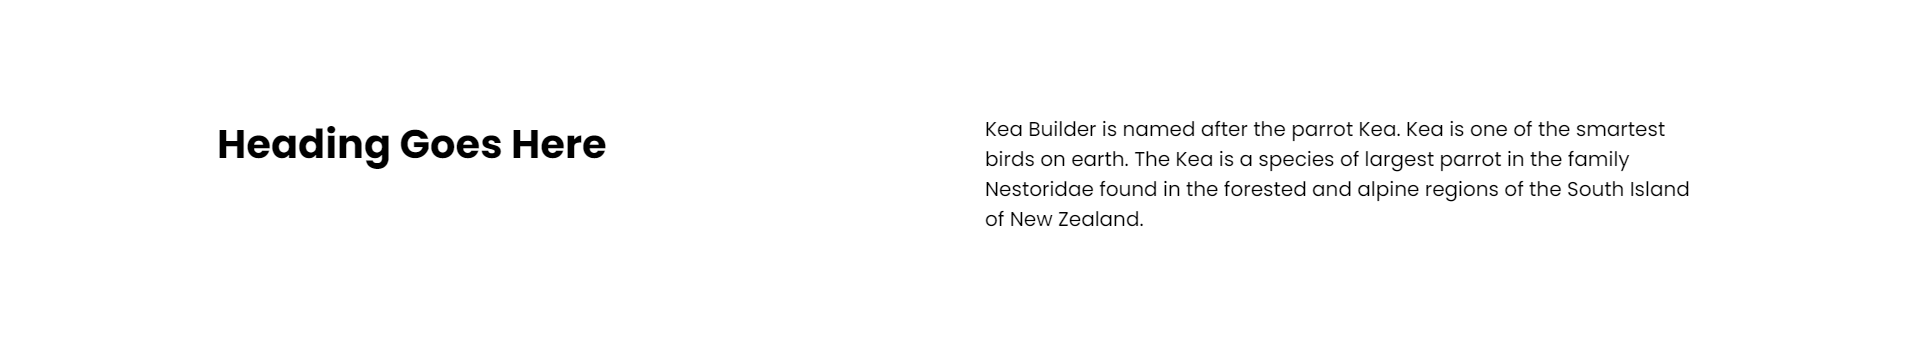 Heading Goes Here
Kea Builder is named after the parrot Kea. Kea is one of the smartest
birds on earth. The Kea is a species of largest parrot in the family
Nestoridae found in the forested and alpine regions of the South Island
of New Zealand.